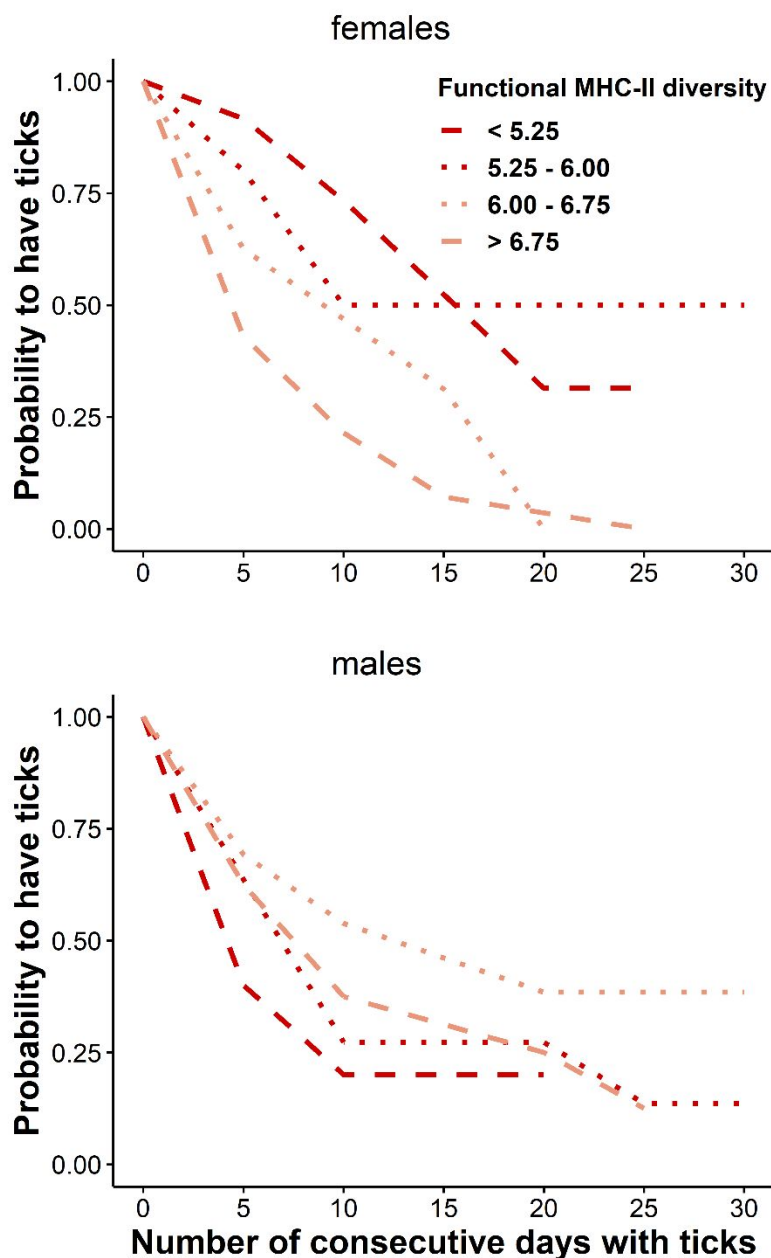 females
Probability to have ticks
1.00
0.75
0.50
0.25
0.00
Functional MHC-II diversity
< 5.25
5.25 - 6.00
6.00 - 6.75
> 6.75
0 5 10 15 20 25 30
males
Probability to have ticks
1.00
0.75
0.50
0.25
0.00
0 5 10 15 20 25 30
Number of consecutive days with ticks